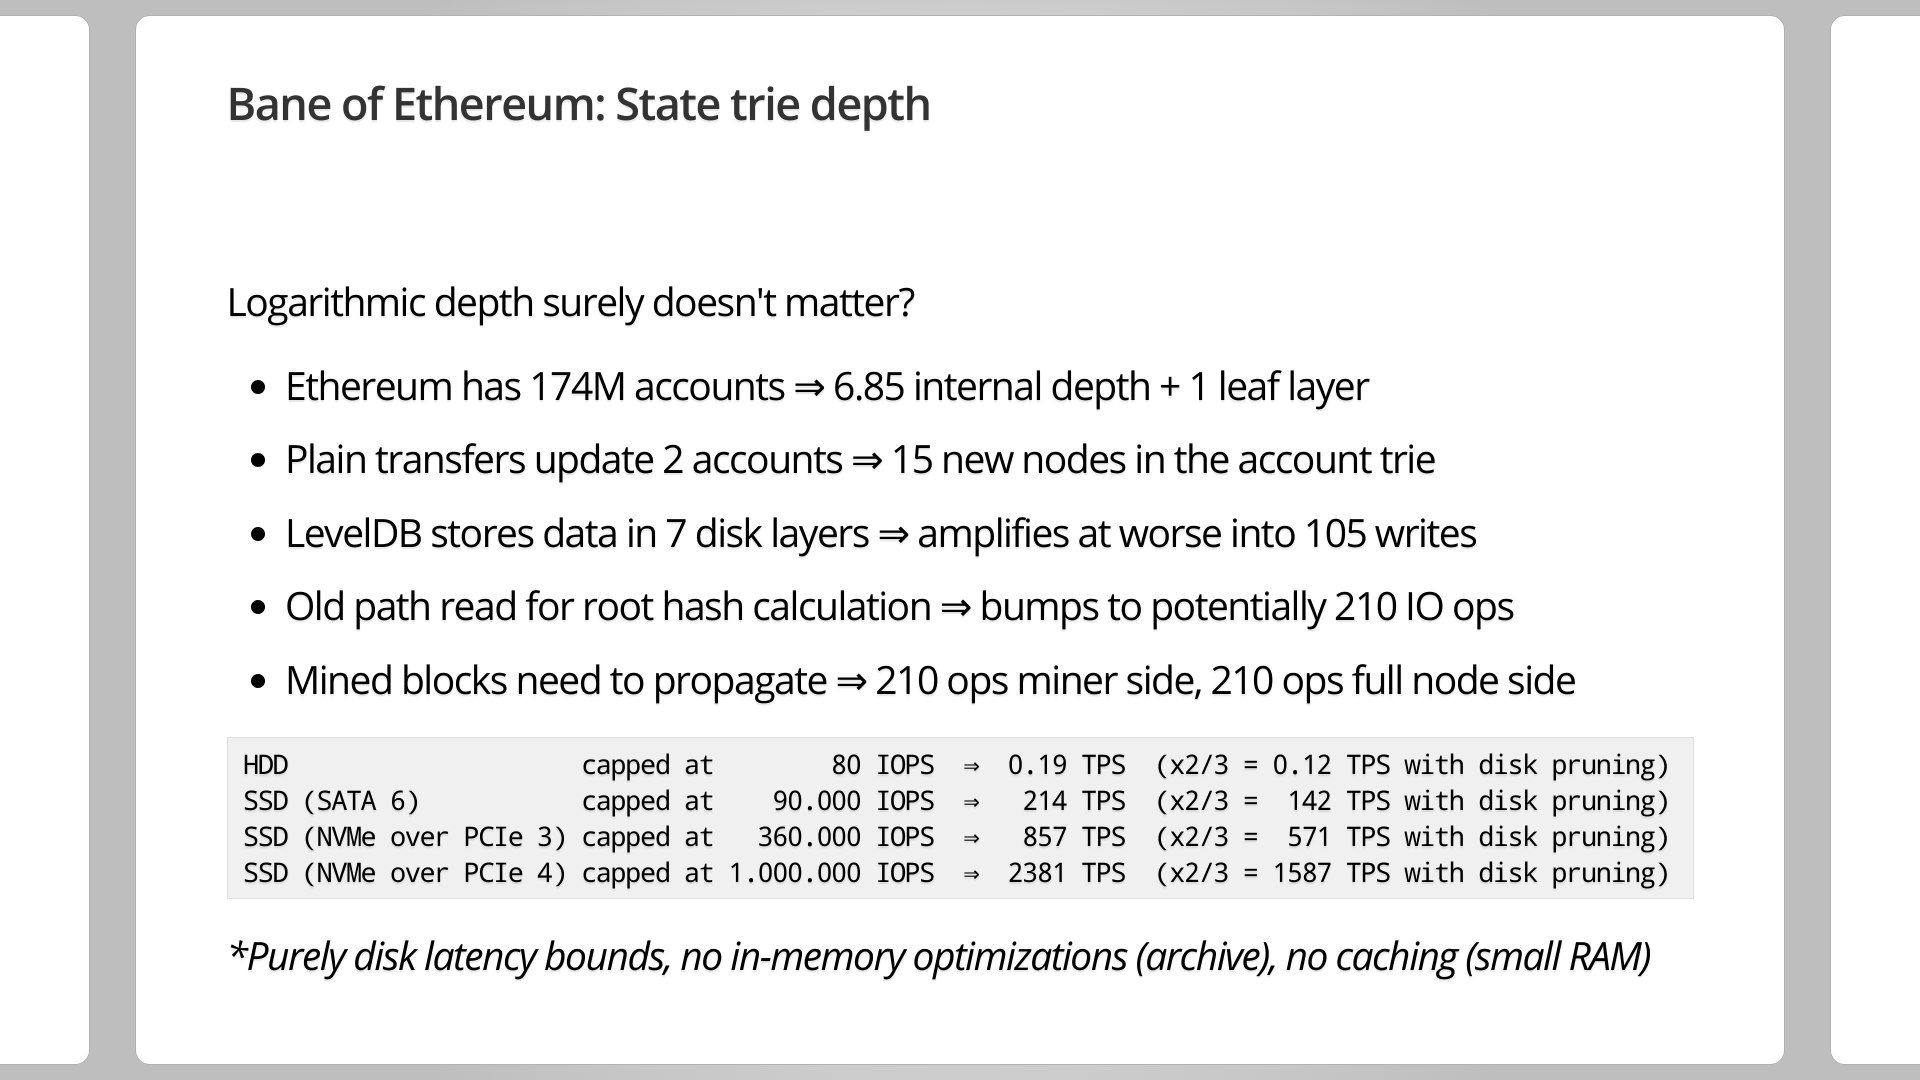 Bane of Ethereum: State trie depth
Logarithmic depth surely doesn't matter?
• Ethereum has 174M accounts ⇒ 6.85 internal depth + 1 leaf layer
• Plain transfers update 2 accounts ⇒ 15 new nodes in the account trie
• LevelDB stores data in 7 disk layers ⇒ amplifies at worse into 105 writes
• Old path read for root hash calculation ⇒ bumps to potentially 210 IO ops
• Mined blocks need to propagate ⇒ 210 ops miner side, 210 ops full node side
HDD                    capped at        80 IOPS  ⇒  0.19 TPS  (x2/3 = 0.12 TPS with disk pruning)
SSD (SATA 6)           capped at    90.000 IOPS  ⇒   214 TPS  (x2/3 =  142 TPS with disk pruning)
SSD (NVMe over PCIe 3) capped at   360.000 IOPS  ⇒   857 TPS  (x2/3 =  571 TPS with disk pruning)
SSD (NVMe over PCIe 4) capped at 1.000.000 IOPS  ⇒  2381 TPS  (x2/3 = 1587 TPS with disk pruning)
*Purely disk latency bounds, no in-memory optimizations (archive), no caching (small RAM)